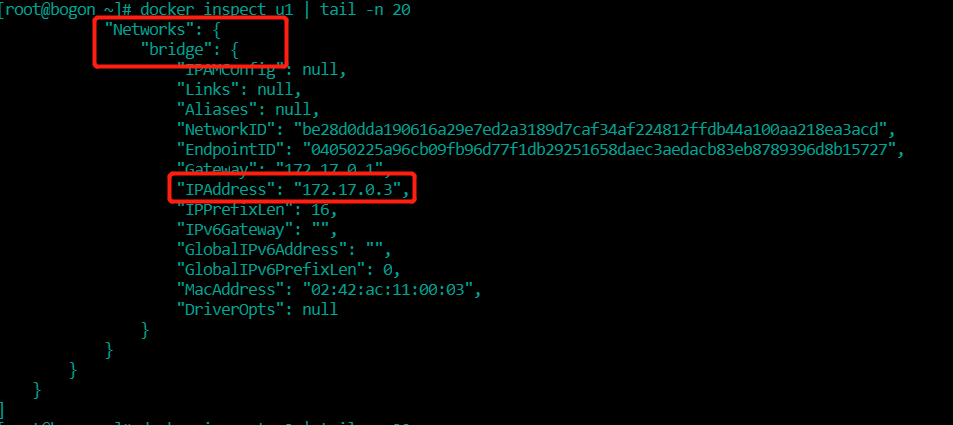 [root@bogon ~]# docker inspect u1 | tail -n 20
"Networks": {
"bridge": {
"IPAMConfig": null,
"Links": null,
"Aliases": null,
"NetworkID": "be28d0dda190616a29e7ed2a3189d7caf34af224812ffdb44a100aa218ea3acd",
"EndpointID": "04050225a96cb09fb96d77f1db29251658daec3aedacb83eb8789396d8b15727",
"Gateway": "172.17.0.1",
"IPAddress": "172.17.0.3",
"IPPrefixLen": 16,
"IPv6Gateway": "",
"GlobalIPv6Address": "",
"GlobalIPv6PrefixLen": 0,
"MacAddress": "02:42:ac:11:00:03",
"DriverOpts": null
}
}
}
}
]